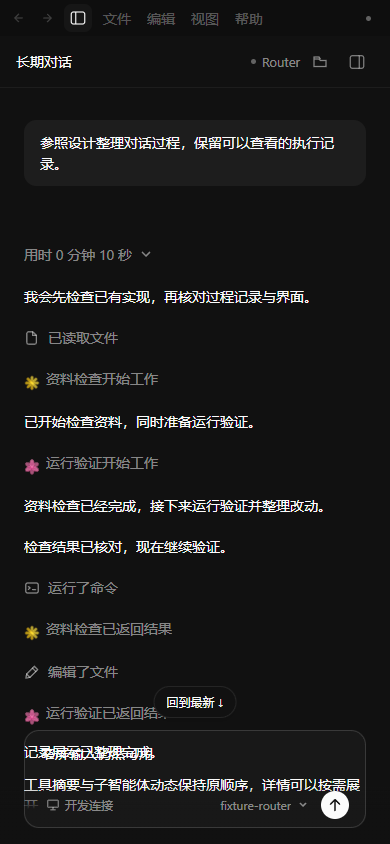 文件 编辑 视图 帮助
长期对话
Router
参照设计整理对话过程，保留可以查看的执行记
录。
用时 0 分钟 10 秒
我会先检查已有实现，再核对过程记录与界面。
已读取文件
资料检查开始工作
已开始检查资料，同时准备运行验证。
运行验证开始工作
资料检查已经完成，接下来运行验证并整理改动。
检查结果已核对，现在继续验证。
运行了命令
资料检查已返回结果
编辑了文件
运行验证已返回结
回到最新 ↓
工具摘要与子智能体动态保持原顺序，详情可以按需展
开发连接
fixture-router